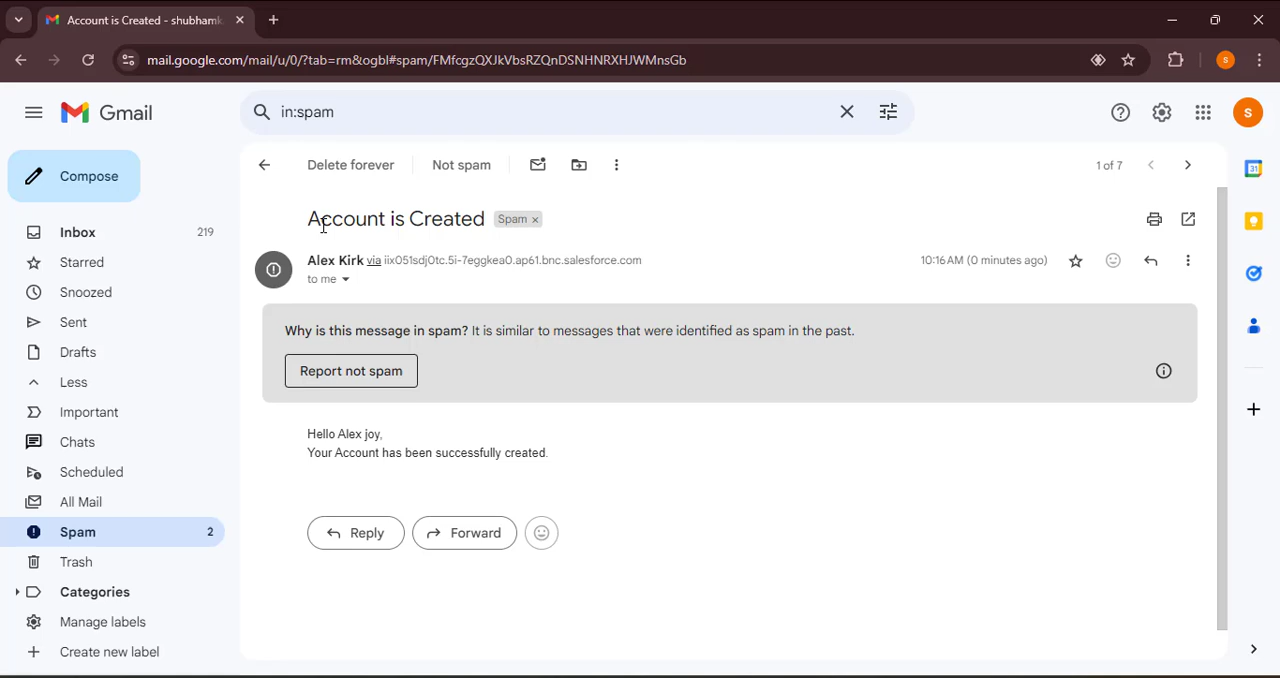 Account is Created - shubhamk
mail.google.com/mail/u/0/?tab=rm&ogbl#spam/FMfcgzQXJkVbsRZQnDSNHNRXHJWMnsGb
S
Gmail
in:spam
S
Compose
Delete forever
Not spam
1 of 7
Account is Created
Spam ×
Inbox
219
Starred
Snoozed
Sent
Drafts
Less
Important
Chats
Scheduled
All Mail
Spam
2
Trash
Categories
Manage labels
Create new label
Alex Kirk via iix051sdj0tc.5i-7eggkea0.ap61.bnc.salesforce.com
10:16 AM (0 minutes ago)
to me
Why is this message in spam? It is similar to messages that were identified as spam in the past.
Report not spam
Hello Alex joy,
Your Account has been successfully created.
Reply
Forward
31